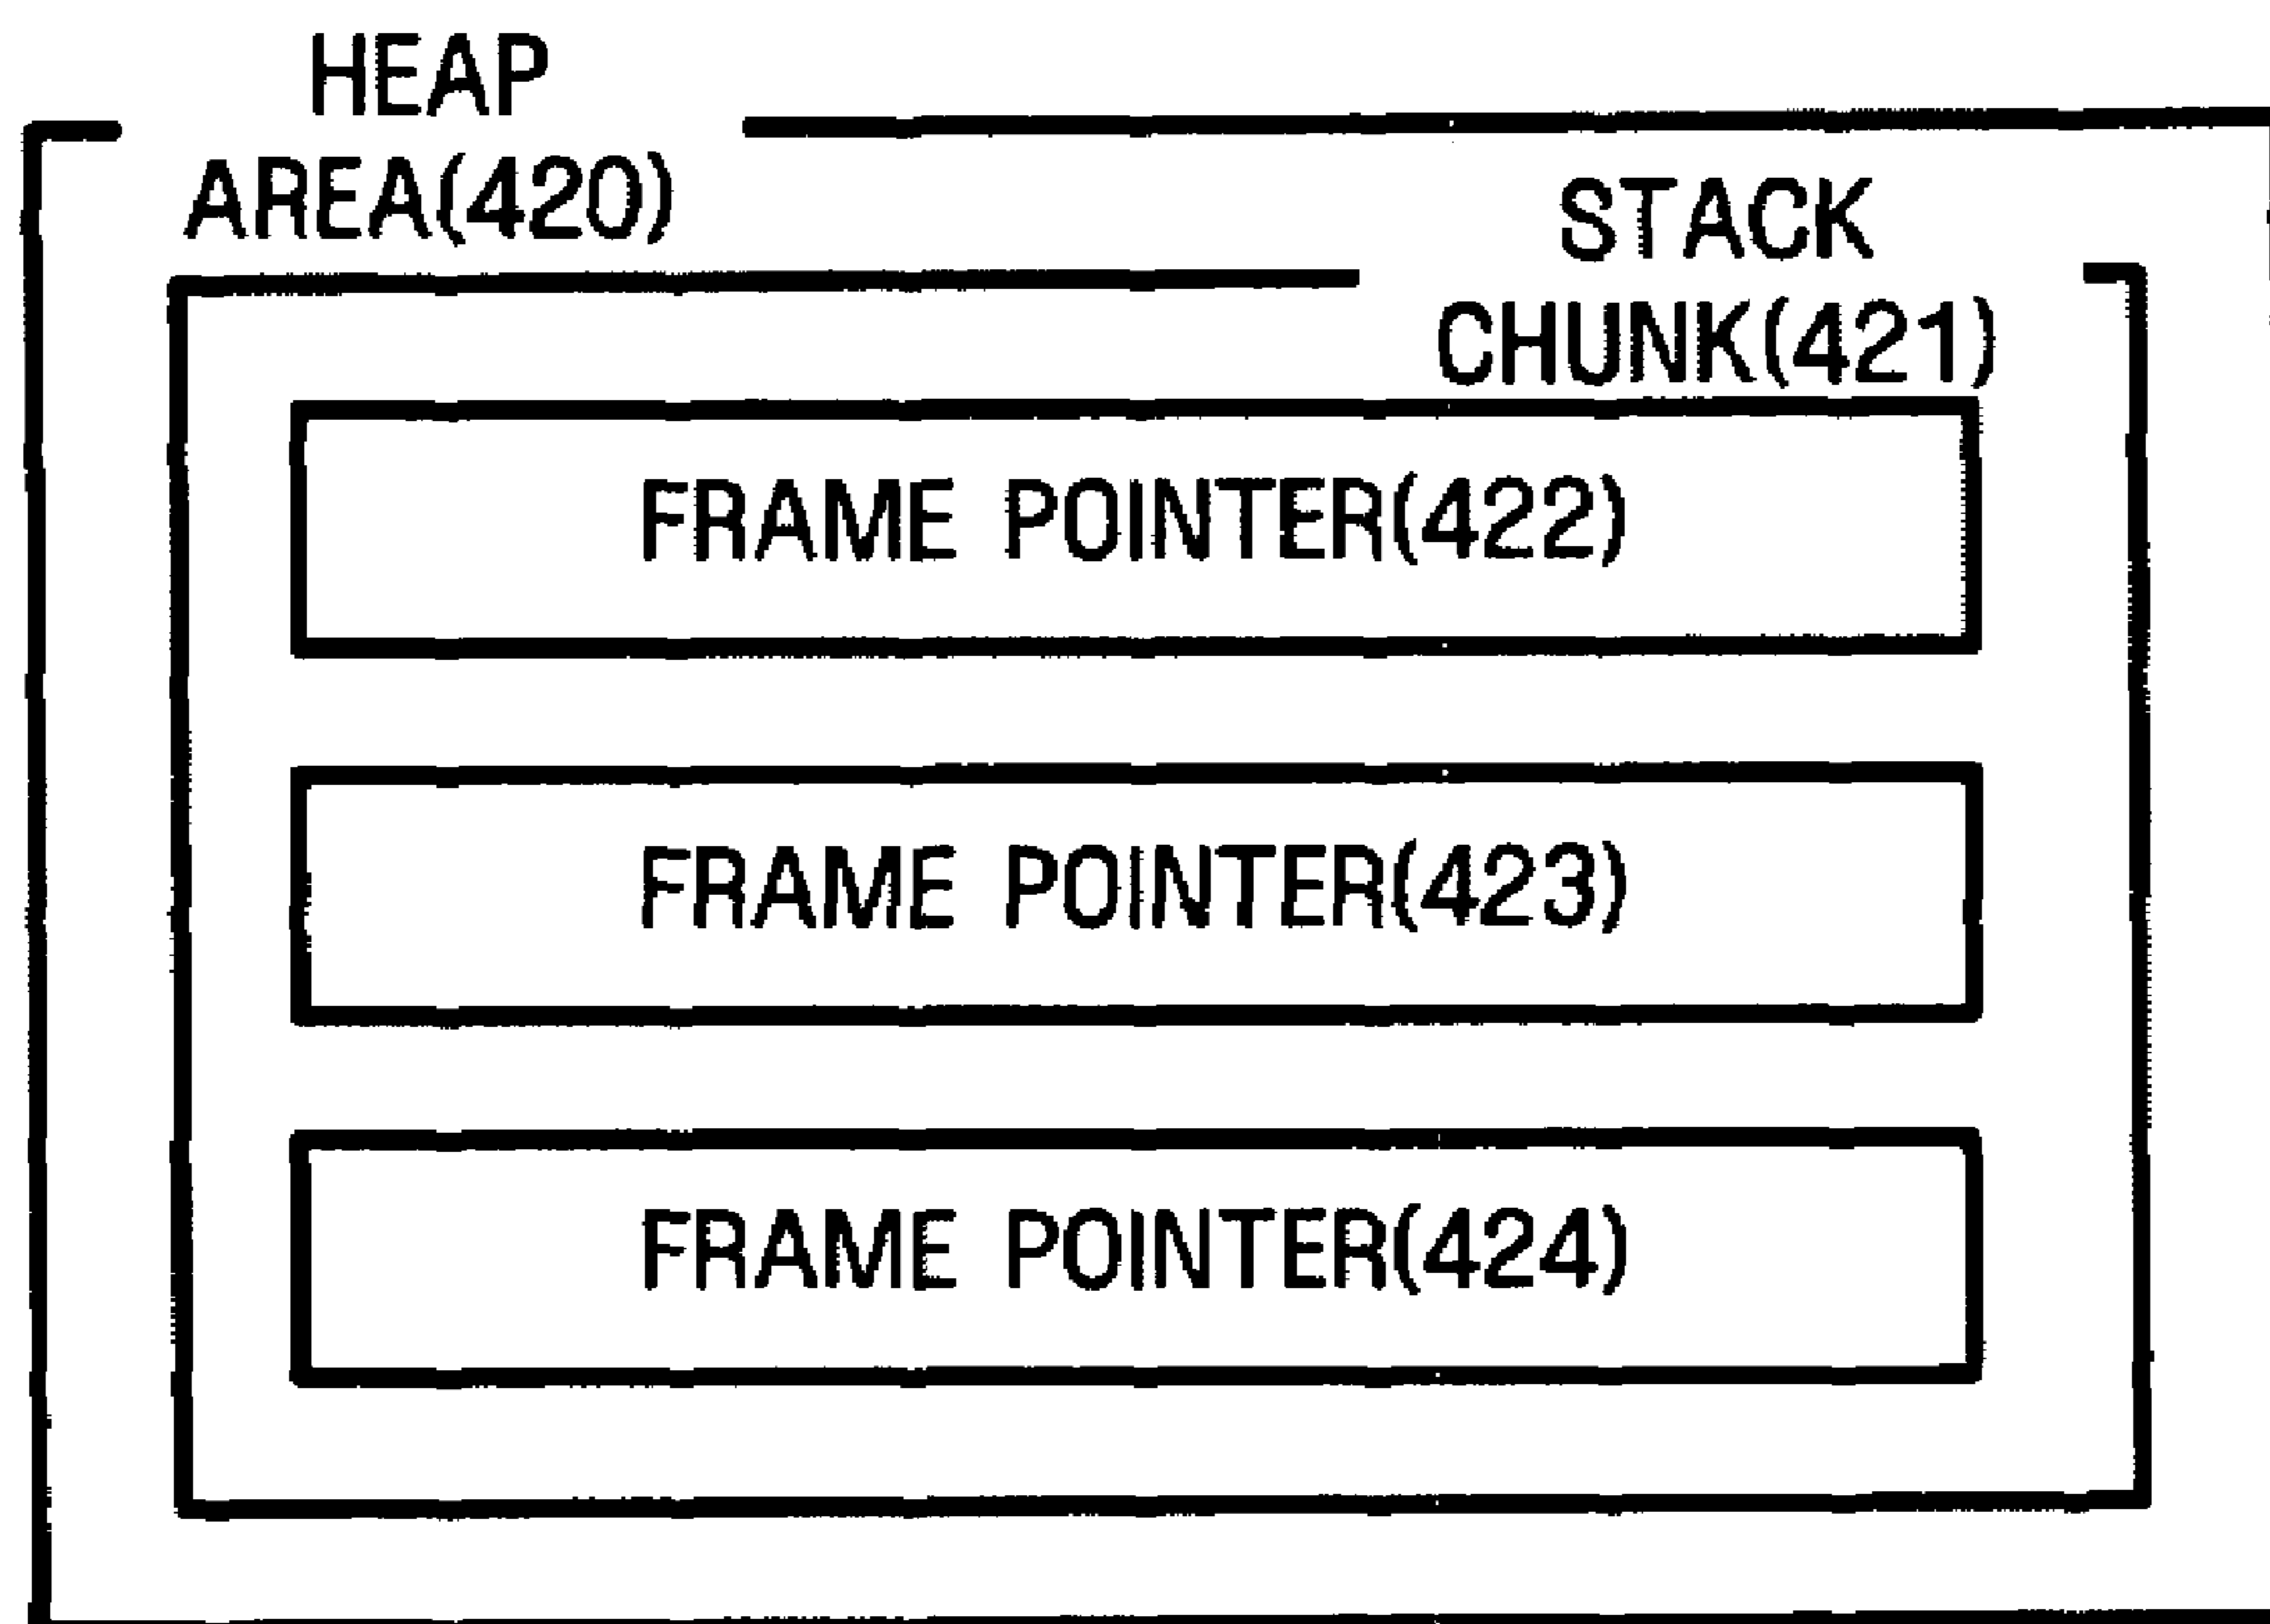 HEAP
AREA(420)
STACK
CHUNK(421)
FRAME POINTER(422)
FRAME POINTER(423)
FRAME POINTER(424)